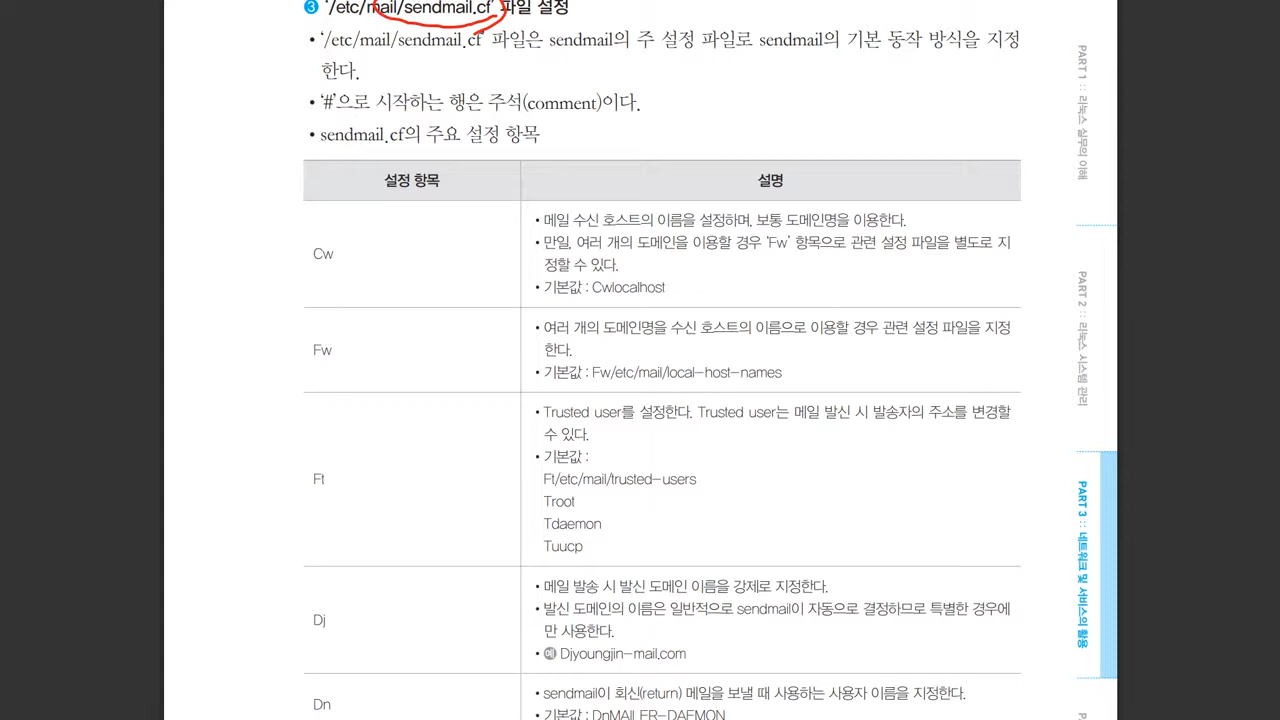 ❸ '/etc/mail/sendmail.cf' 파일 설정
• '/etc/mail/sendmail.cf' 파일은 sendmail의 주 설정 파일로 sendmail의 기본 동작 방식을 지정
한다.
• '#'으로 시작하는 행은 주석(comment)이다.
• sendmail.cf의 주요 설정 항목
설정 항목 설명
Cw
• 메일 수신 호스트의 이름을 설정하며, 보통 도메인명을 이용한다.
• 만일, 여러 개의 도메인을 이용할 경우 'Fw' 항목으로 관련 설정 파일을 별도로 지
정할 수 있다.
• 기본값 : Cwlocalhost
Fw
• 여러 개의 도메인명을 수신 호스트의 이름으로 이용할 경우 관련 설정 파일을 지정
한다.
• 기본값 : Fw/etc/mail/local-host-names
Ft
• Trusted user를 설정한다. Trusted user는 메일 발신 시 발송자의 주소를 변경할
수 있다.
• 기본값 :
Ft/etc/mail/trusted-users
Troot
Tdaemon
Tuucp
Dj
• 메일 발송 시 발신 도메인 이름을 강제로 지정한다.
• 발신 도메인의 이름은 일반적으로 sendmail이 자동으로 결정하므로 특별한 경우에
만 사용한다.
• 예 Djyoungjin-mail.com
Dn
• sendmail이 회신(return) 메일을 보낼 때 사용하는 사용자 이름을 지정한다.
• 기본값 : DnMAILER-DAEMON
PART 1 :: 리눅스 실무의 이해
PART 2 :: 리눅스 시스템 관리
PART 3 :: 네트워크 및 서비스의 활용